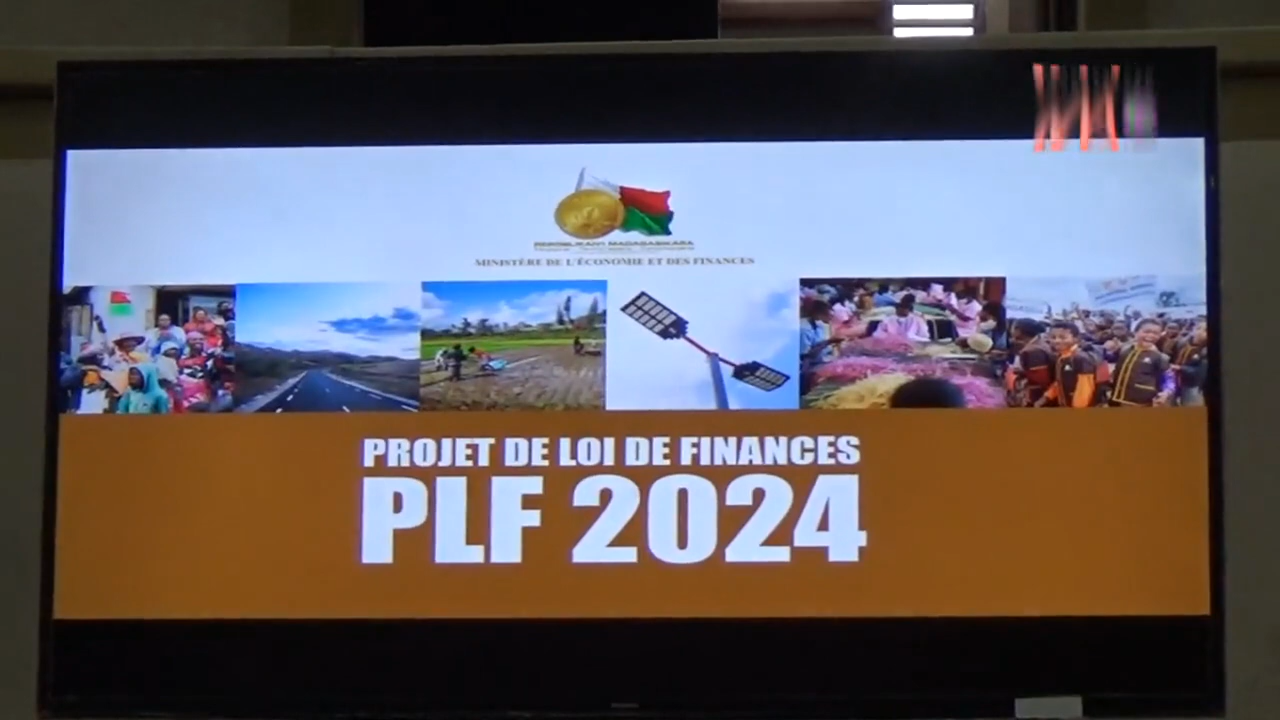 REPOBLIKAN'I MADAGASIKARA
MINISTÈRE DE L'ÉCONOMIE ET DES FINANCES
PROJET DE LOI DE FINANCES
PLF 2024